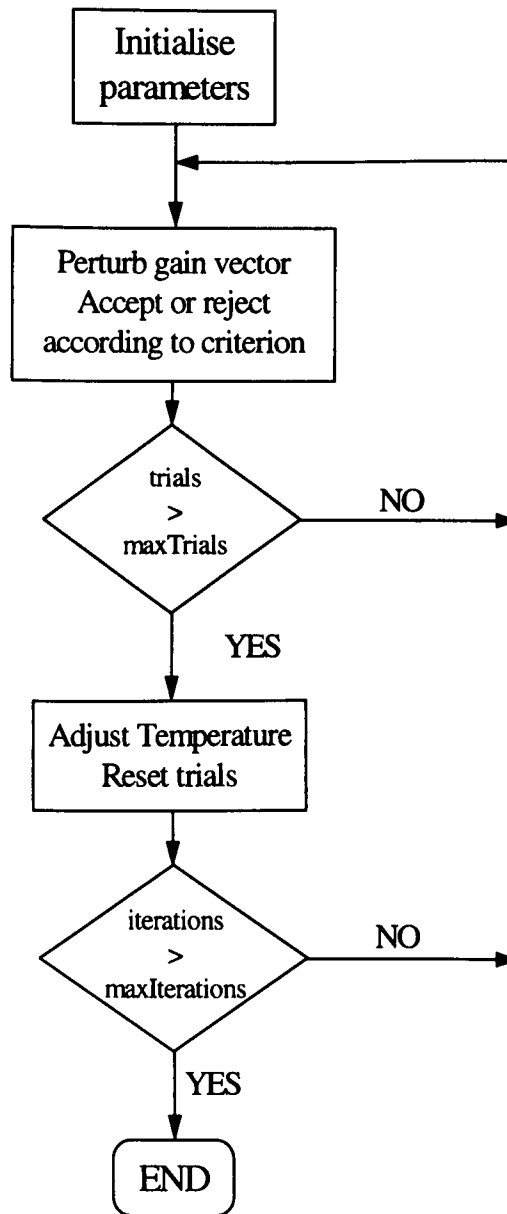 Initialise
parameters
Perturb gain vector
Accept or reject
according to criterion
trials
>
maxTrials
NO
YES
Adjust Temperature
Reset trials
iterations
>
maxIterations
NO
YES
END